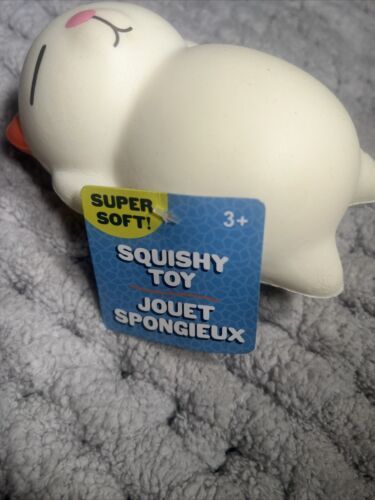 SUPER
SOFT!
3+
SQUISHY
TOY
JOUET
SPONGIEUX